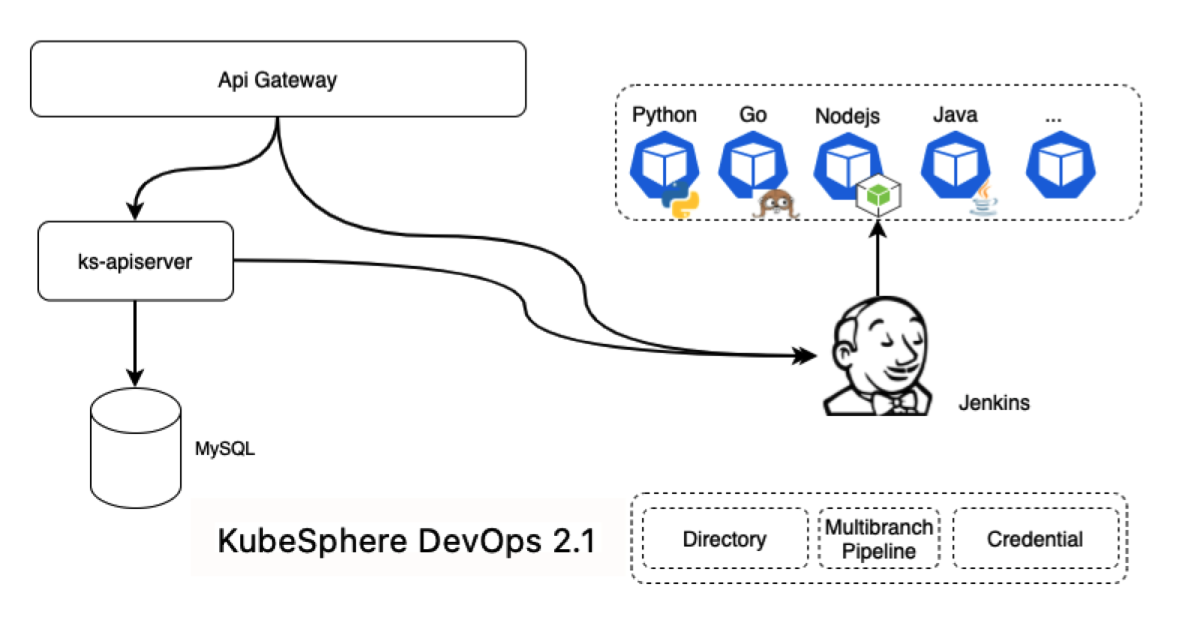 Api Gateway
Python Go Nodejs Java ...
ks-apiserver
Jenkins
MySQL
KubeSphere DevOps 2.1
Directory
Multibranch
Pipeline
Credential